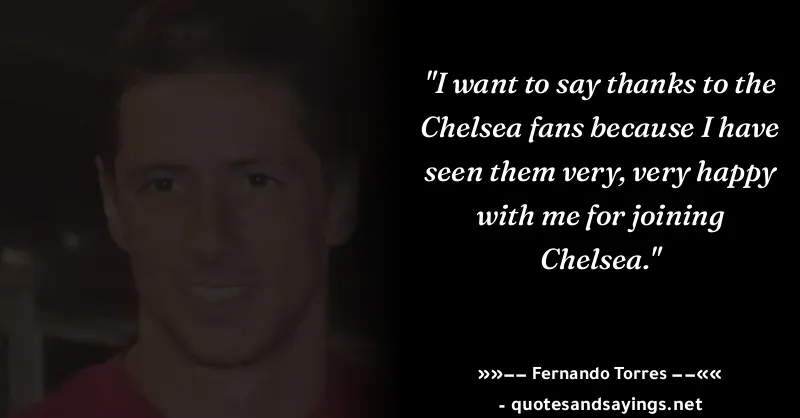 "I want to say thanks to the
Chelsea fans because I have
seen them very, very happy
with me for joining
Chelsea."
»»−− Fernando Torres −−««
- quotesandsayings.net